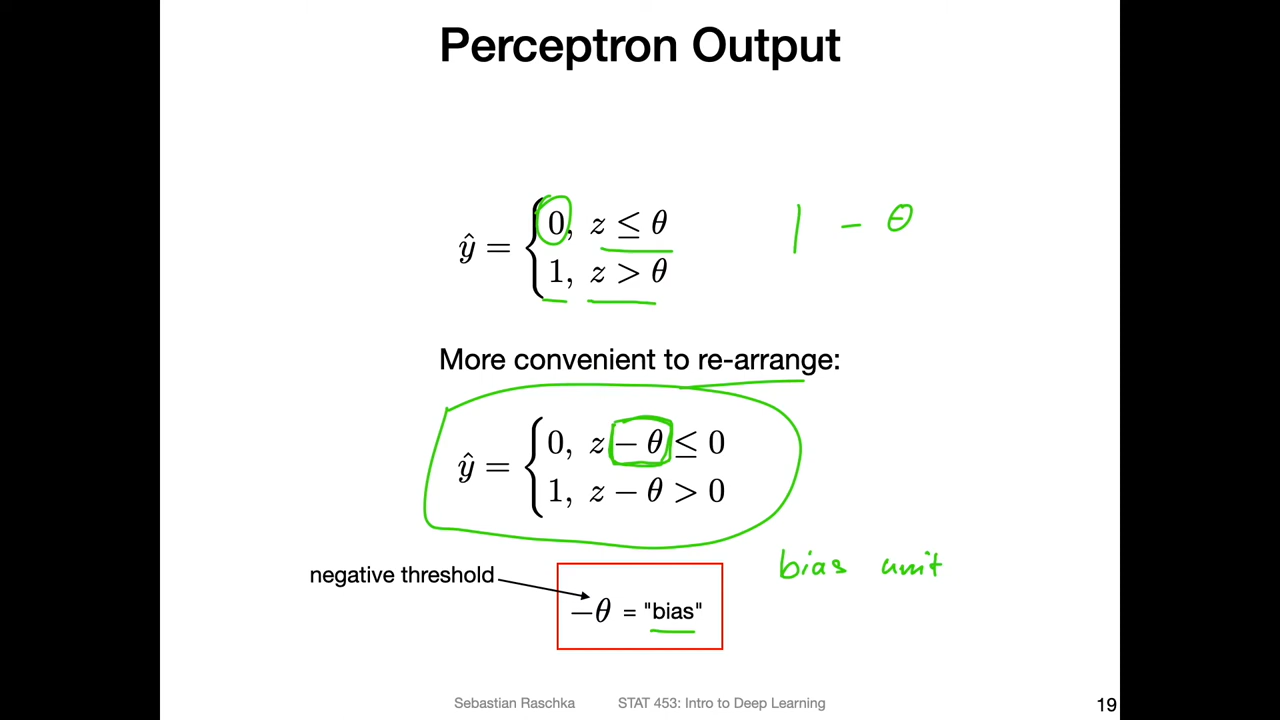 Perceptron Output
ŷ = { 0, z ≤ θ
1, z > θ
| − θ
More convenient to re-arrange:
ŷ = { 0, z − θ ≤ 0
1, z − θ > 0
bias unit
negative threshold
−θ = "bias"
Sebastian Raschka STAT 453: Intro to Deep Learning 19